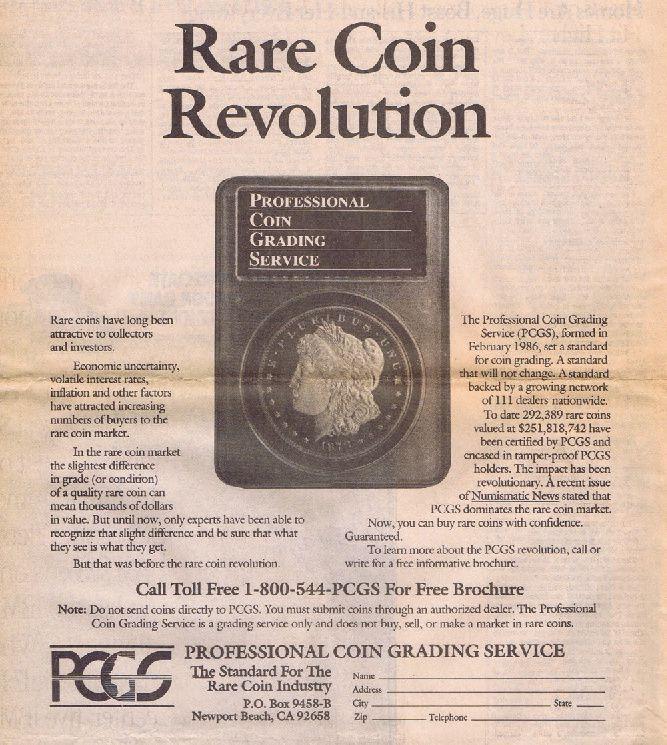 Rare Coin
Revolution
PROFESSIONAL
COIN
GRADING
SERVICE
E PLURIBUS UNUM
Rare coins have long been
attractive to collectors
and investors.
Economic uncertainty,
volatile interest rates,
inflation and other factors
have attracted increasing
numbers of buyers to the
rare coin market.
In the rare coin market
the slightest difference
in grade (or condition)
of a quality rare coin can
mean thousands of dollars
in value. But until now, only experts have been able to
recognize that slight difference and be sure that what
they see is what they get.
But that was before the rare coin revolution.
The Professional Coin Grading
Service (PCGS), formed in
February 1986, set a standard
for coin grading. A standard
that will not change. A standard
backed by a growing network
of 111 dealers nationwide.
To date 292,389 rare coins
valued at $251,818,742 have
been certified by PCGS and
encased in tamper-proof PCGS
holders. The impact has been
revolutionary. A recent issue
of Numismatic News stated that
PCGS dominates the rare coin market.
Now, you can buy rare coins with confidence.
Guaranteed.
To learn more about the PCGS revolution, call or
write for a free informative brochure.
Call Toll Free 1-800-544-PCGS For Free Brochure
Note: Do not send coins directly to PCGS. You must submit coins through an authorized dealer. The Professional
Coin Grading Service is a grading service only and does not buy, sell, or make a market in rare coins.
PCGS
PROFESSIONAL COIN GRADING SERVICE
The Standard For The
Rare Coin Industry
P.O. Box 9458-B
Newport Beach, CA 92658
Name
Address
City State
Zip Telephone